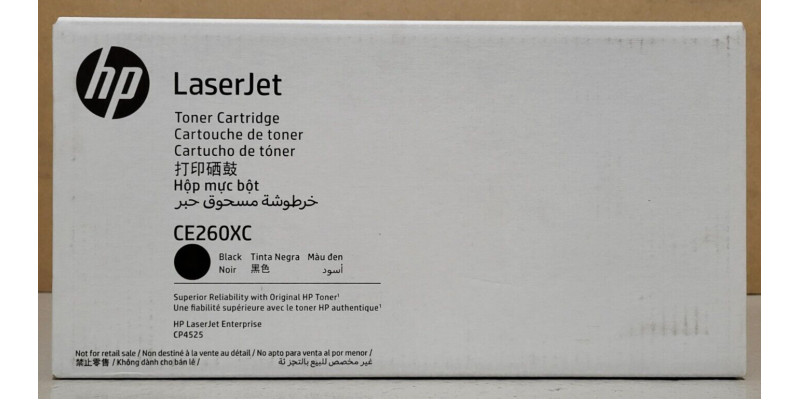 hp
LaserJet
Toner Cartridge
Cartouche de toner
Cartucho de tóner
打印硒鼓
Hộp mực bột
خرطوشة مسحوق حبر
CE260XC
Black Tinta Negra Màu đen
Noir 黑色 أسود
Superior Reliability with Original HP Toner¹
Une fiabilité supérieure avec le toner HP authentique¹
HP LaserJet Enterprise
CP4525
Not for retail sale / Non destiné à la vente au détail / No apto para venta al por menor /
禁止零售 / Không dành cho bán lẻ / غير مخصص للبيع بالتجزئة